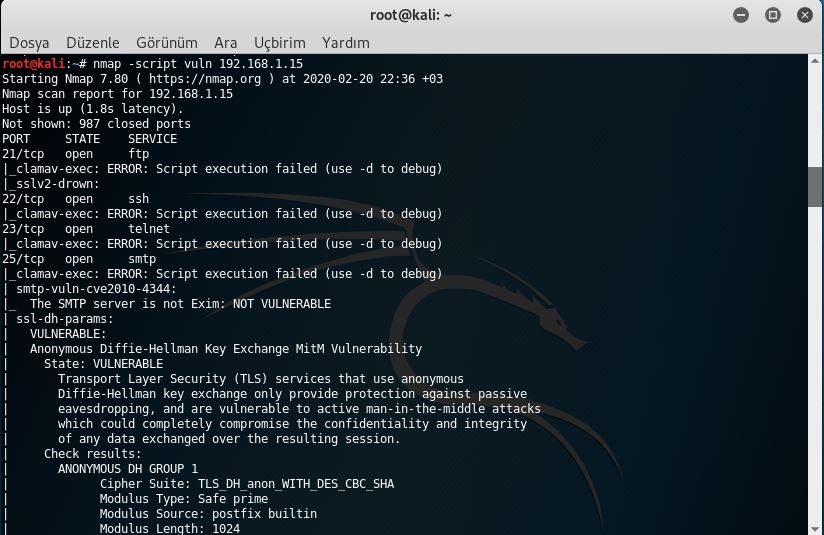 root@kali: ~
Dosya Düzenle Görünüm Ara Uçbirim Yardım
root@kali:~# nmap -script vuln 192.168.1.15
Starting Nmap 7.80 ( https://nmap.org ) at 2020-02-20 22:36 +03
Nmap scan report for 192.168.1.15
Host is up (1.8s latency).
Not shown: 987 closed ports
PORT STATE SERVICE
21/tcp open ftp
|_clamav-exec: ERROR: Script execution failed (use -d to debug)
|_sslv2-drown:
22/tcp open ssh
|_clamav-exec: ERROR: Script execution failed (use -d to debug)
23/tcp open telnet
|_clamav-exec: ERROR: Script execution failed (use -d to debug)
25/tcp open smtp
|_clamav-exec: ERROR: Script execution failed (use -d to debug)
| smtp-vuln-cve2010-4344:
|_ The SMTP server is not Exim: NOT VULNERABLE
| ssl-dh-params:
| VULNERABLE:
| Anonymous Diffie-Hellman Key Exchange MitM Vulnerability
| State: VULNERABLE
| Transport Layer Security (TLS) services that use anonymous
| Diffie-Hellman key exchange only provide protection against passive
| eavesdropping, and are vulnerable to active man-in-the-middle attacks
| which could completely compromise the confidentiality and integrity
| of any data exchanged over the resulting session.
| Check results:
| ANONYMOUS DH GROUP 1
| Cipher Suite: TLS_DH_anon_WITH_DES_CBC_SHA
| Modulus Type: Safe prime
| Modulus Source: postfix builtin
| Modulus Length: 1024